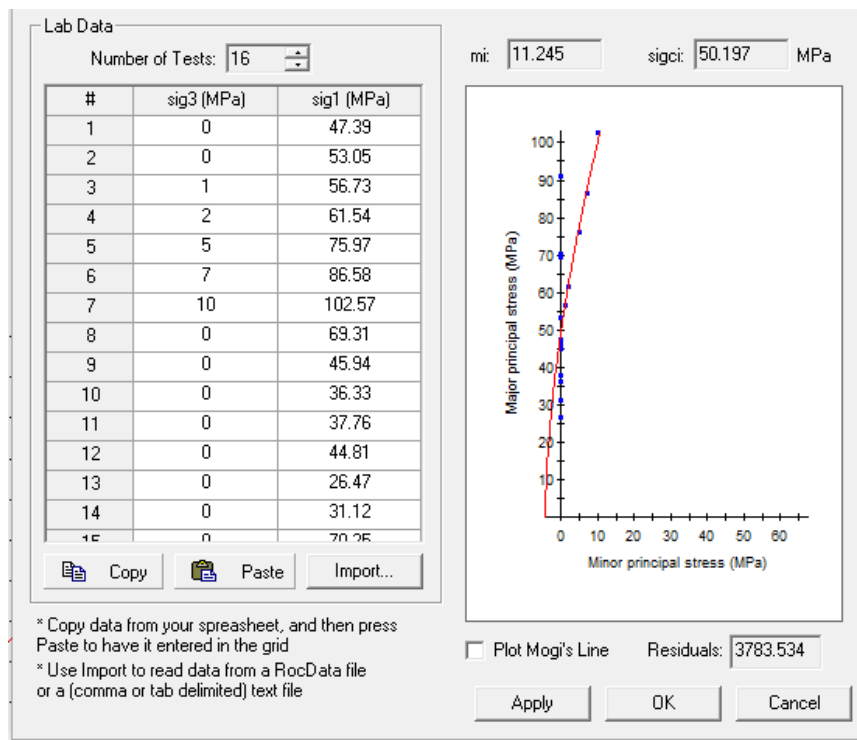 Lab Data
Number of Tests: 16
# sig3 (MPa) sig1 (MPa)
1 0 47.39
2 0 53.05
3 1 56.73
4 2 61.54
5 5 75.97
6 7 86.58
7 10 102.57
8 0 69.31
9 0 45.94
10 0 36.33
11 0 37.76
12 0 44.81
13 0 26.47
14 0 31.12
15 0 70.25
Copy Paste Import...
* Copy data from your spreasheet, and then press
Paste to have it entered in the grid
* Use Import to read data from a RocData file
or a (comma or tab delimited) text file
mi: 11.245 sigci: 50.197 MPa
Major principal stress (MPa)
100
90
80
70
60
50
40
30
20
10
0 10 20 30 40 50 60
Minor principal stress (MPa)
Plot Mogi's Line Residuals: 3783.534
Apply OK Cancel